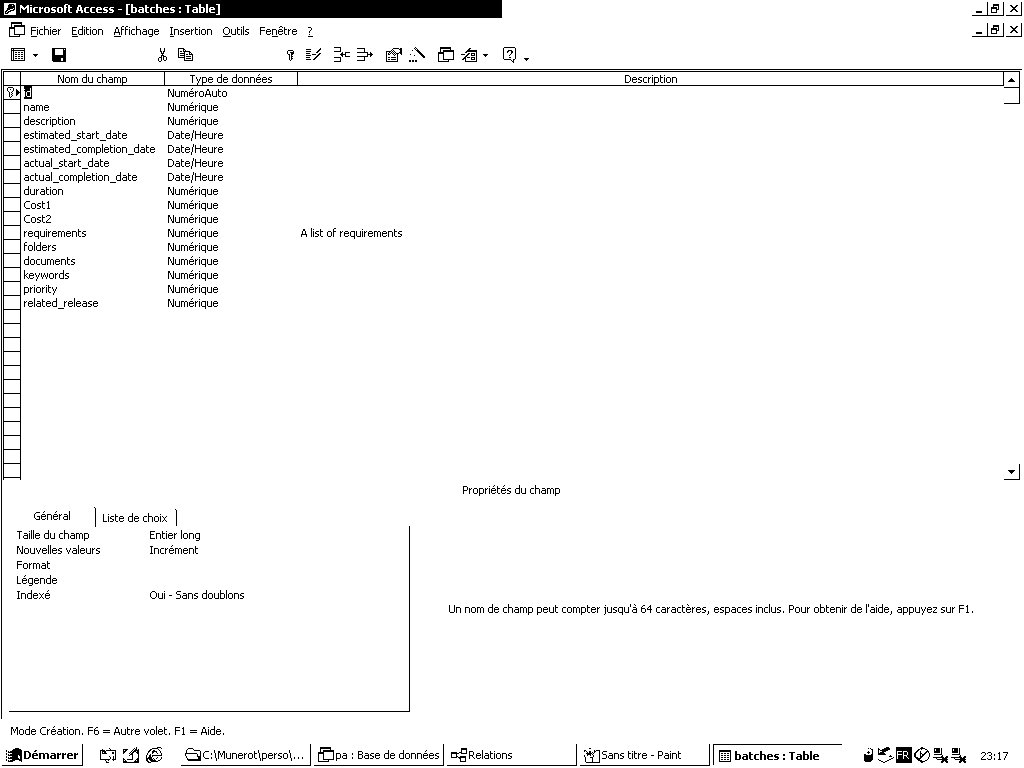 Microsoft Access - [batches : Table]
Fichier Edition Affichage Insertion Outils Fenêtre ?
Nom du champ Type de données Description
id NuméroAuto
name Numérique
description Numérique
estimated_start_date Date/Heure
estimated_completion_date Date/Heure
actual_start_date Date/Heure
actual_completion_date Date/Heure
duration Numérique
Cost1 Numérique
Cost2 Numérique
requirements Numérique A list of requirements
folders Numérique
documents Numérique
keywords Numérique
priority Numérique
related_release Numérique
Propriétés du champ
Général Liste de choix
Taille du champ Entier long
Nouvelles valeurs Incrément
Format
Légende
Indexé Oui - Sans doublons
Un nom de champ peut compter jusqu'à 64 caractères, espaces inclus. Pour obtenir de l'aide, appuyez sur F1.
Mode Création. F6 = Autre volet. F1 = Aide.
Démarrer C:\Munerot\perso\... pa : Base de données Relations Sans titre - Paint batches : Table FR 23:17